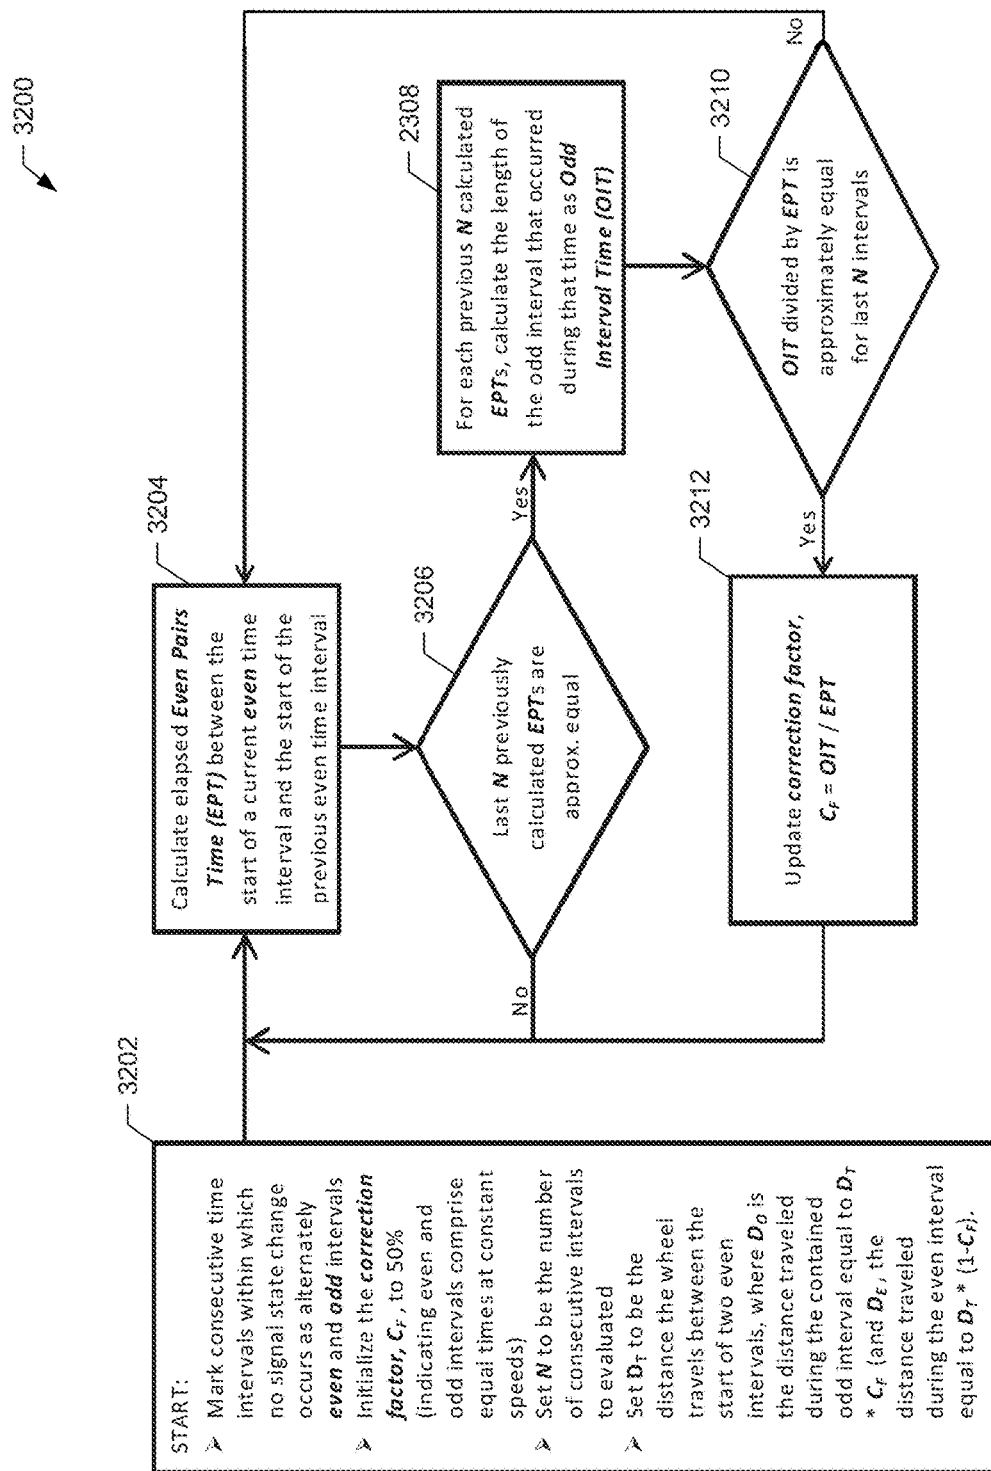 3200
3202
START:
➢ Mark consecutive time
intervals within which
no signal state change
occurs as alternately
even and odd intervals
➢ Initialize the correction
factor, CF, to 50%
(indicating even and
odd intervals comprise
equal times at constant
speeds)
➢ Set N to be the number
of consecutive intervals
to evaluated
➢ Set DT to be the
distance the wheel
travels between the
start of two even
intervals, where DO is
the distance traveled
during the contained
odd interval equal to DT
* CF (and DE, the
distance traveled
during the even interval
equal to DT * (1-CF).
3204
Calculate elapsed Even Pairs
Time (EPT) between the
start of a current even time
interval and the start of the
previous even time interval
3206
Last N previously
calculated EPTs are
approx. equal
No
Yes
2308
For each previous N calculated
EPTs, calculate the length of
the odd interval that occurred
during that time as Odd
Interval Time (OIT)
3210
OIT divided by EPT is
approximately equal
for last N intervals
No
Yes
3212
Update correction factor,
CF = OIT / EPT